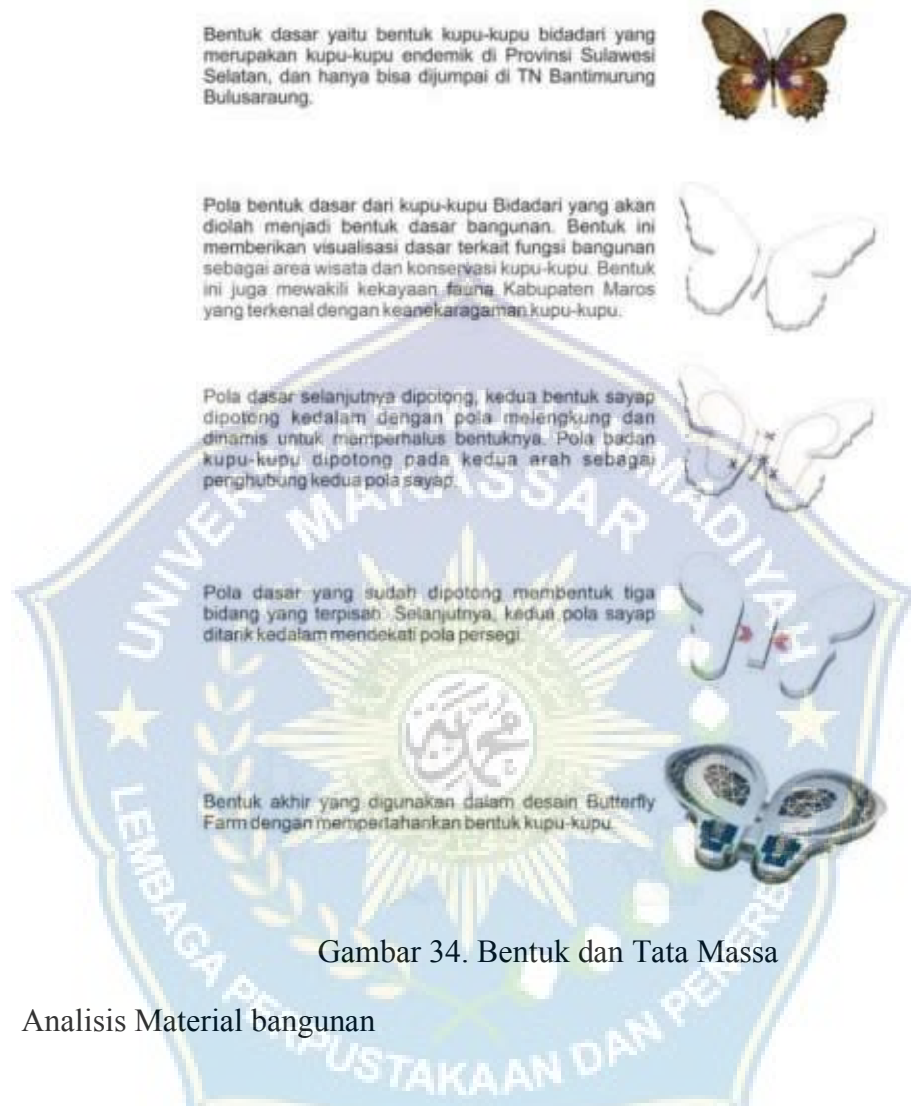 Bentuk dasar yaitu bentuk kupu-kupu bidadari yang
merupakan kupu-kupu endemik di Provinsi Sulawesi
Selatan, dan hanya bisa dijumpai di TN Bantimurung
Bulusaraung.
Pola bentuk dasar dari kupu-kupu Bidadari yang akan
diolah menjadi bentuk dasar bangunan. Bentuk ini
memberikan visualisasi dasar terkait fungsi bangunan
sebagai area wisata dan konservasi kupu-kupu. Bentuk
ini juga mewakili kekayaan fauna Kabupaten Maros
yang terkenal dengan keanekaragaman kupu-kupu.
Pola dasar selanjutnya dipotong, kedua bentuk sayap
dipotong kedalam dengan pola melengkung dan
dinamis untuk memperhalus bentuknya. Pola badan
kupu-kupu dipotong pada kedua arah sebagai
penghubung kedua pola sayap.
Pola dasar yang sudah dipotong membentuk tiga
bidang yang terpisah. Selanjutnya, kedua pola sayap
ditarik kedalam mendekati pola persegi.
Bentuk akhir yang digunakan dalam desain Butterfly
Farm dengan mempertahankan bentuk kupu-kupu.
Gambar 34. Bentuk dan Tata Massa
Analisis Material bangunan
MAKASSAR
LEMBAGA PERPUSTAKAAN DAN